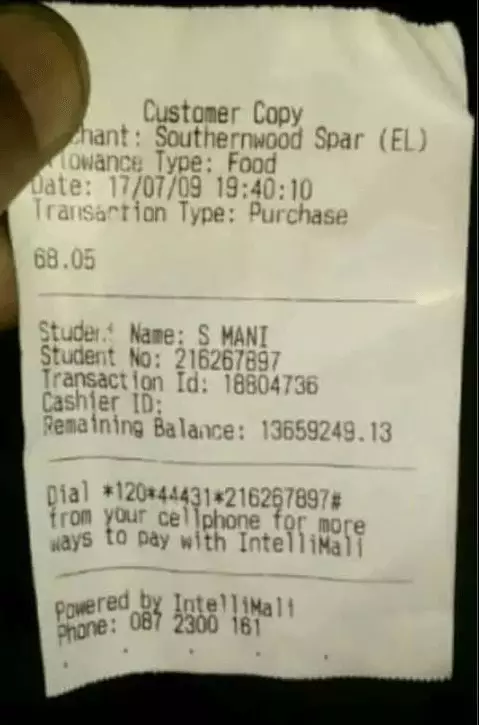 Customer Copy
chant: Southernwood Spar (EL)
lowance Type: Food
Date: 17/07/09 19:40:10
Transaction Type: Purchase
68.05
Student Name: S MANI
Student No: 216267897
Transaction Id: 18804736
Cashier ID:
Remaining Balance: 13659249.13
Dial *120*44431*216267897#
from your cellphone for more
ways to pay with IntelliMali
Powered by IntelliMali
Phone: 087 2300 161